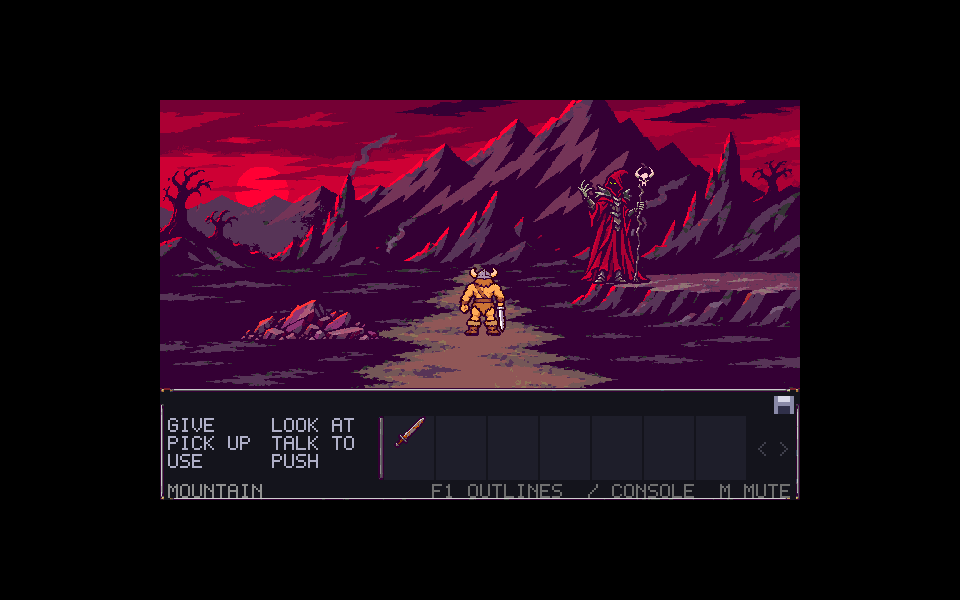 GIVE LOOK AT
PICK UP TALK TO
USE PUSH
MOUNTAIN F1 OUTLINES / CONSOLE M MUTE